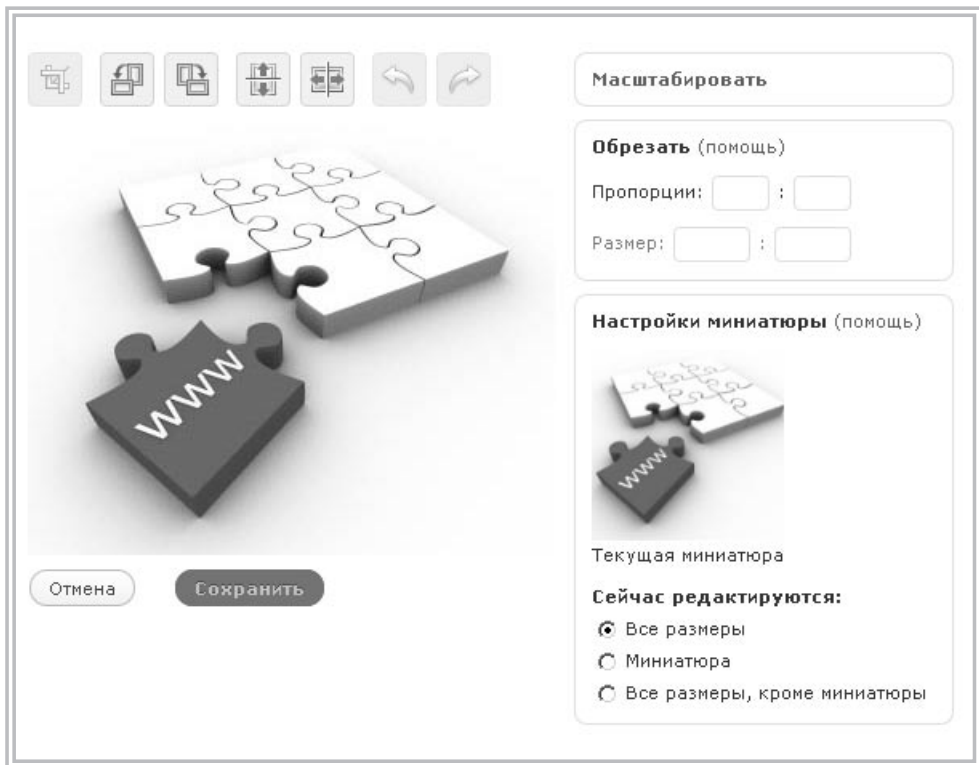 Масштабировать
Обрезать (помощь)
Пропорции: :
Размер: :
Настройки миниатюры (помощь)
www
www
Текущая миниатюра
Отмена
Сохранить
Сейчас редактируются:
Все размеры
Миниатюра
Все размеры, кроме миниатюры